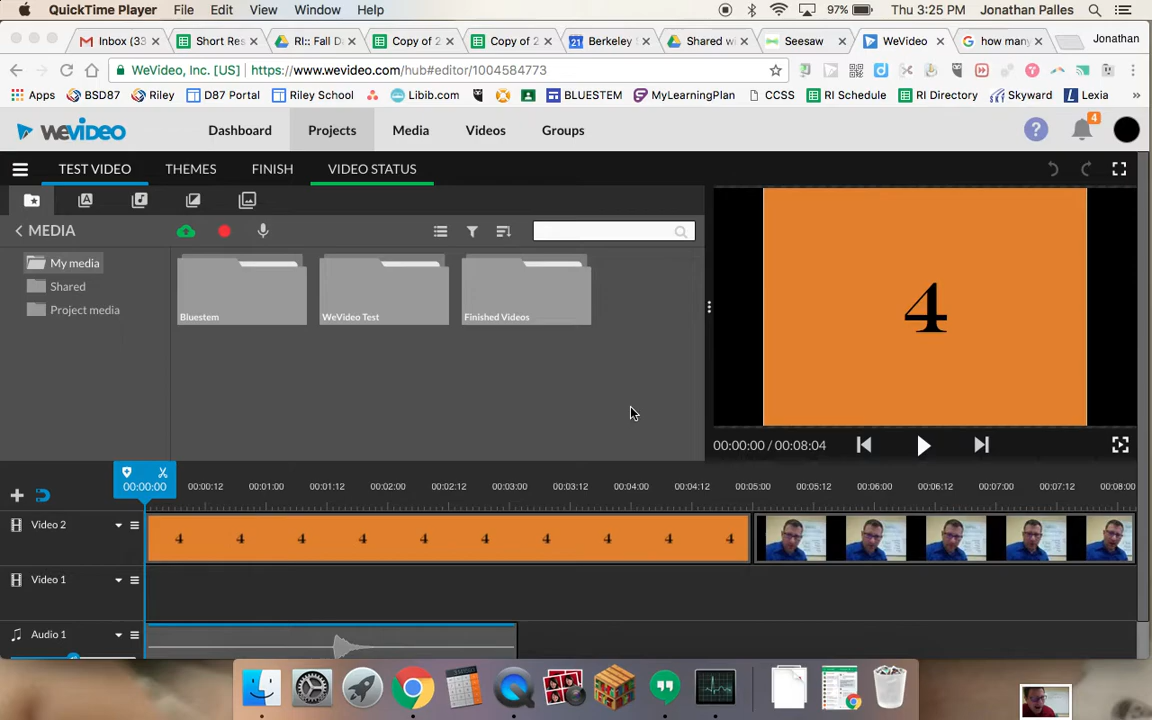 QuickTime Player File Edit View Window Help 97% Thu 3:25 PM Jonathan Palles
Inbox (33 Short Res RI:: Fall D Copy of 2 Copy of 2 Berkeley Shared wi Seesaw WeVideo how many Jonathan
WeVideo, Inc. [US] https://www.wevideo.com/hub#editor/1004584773
Apps BSD87 Riley D87 Portal Riley School Libib.com BLUESTEM MyLearningPlan CCSS RI Schedule RI Directory Skyward Lexia »
wevideo Dashboard Projects Media Videos Groups ? 4
TEST VIDEO THEMES FINISH VIDEO STATUS
MEDIA
My media
Shared
Project media
Bluestem WeVideo Test Finished Videos
4
00:00:00 / 00:08:04
00:00:00 00:00:12 00:01:00 00:01:12 00:02:00 00:02:12 00:03:00 00:03:12 00:04:00 00:04:12 00:05:00 00:05:12 00:06:00 00:06:12 00:07:00 00:07:12 00:08:00
Video 2 4 4 4 4 4 4 4 4 4 4
Video 1
Audio 1